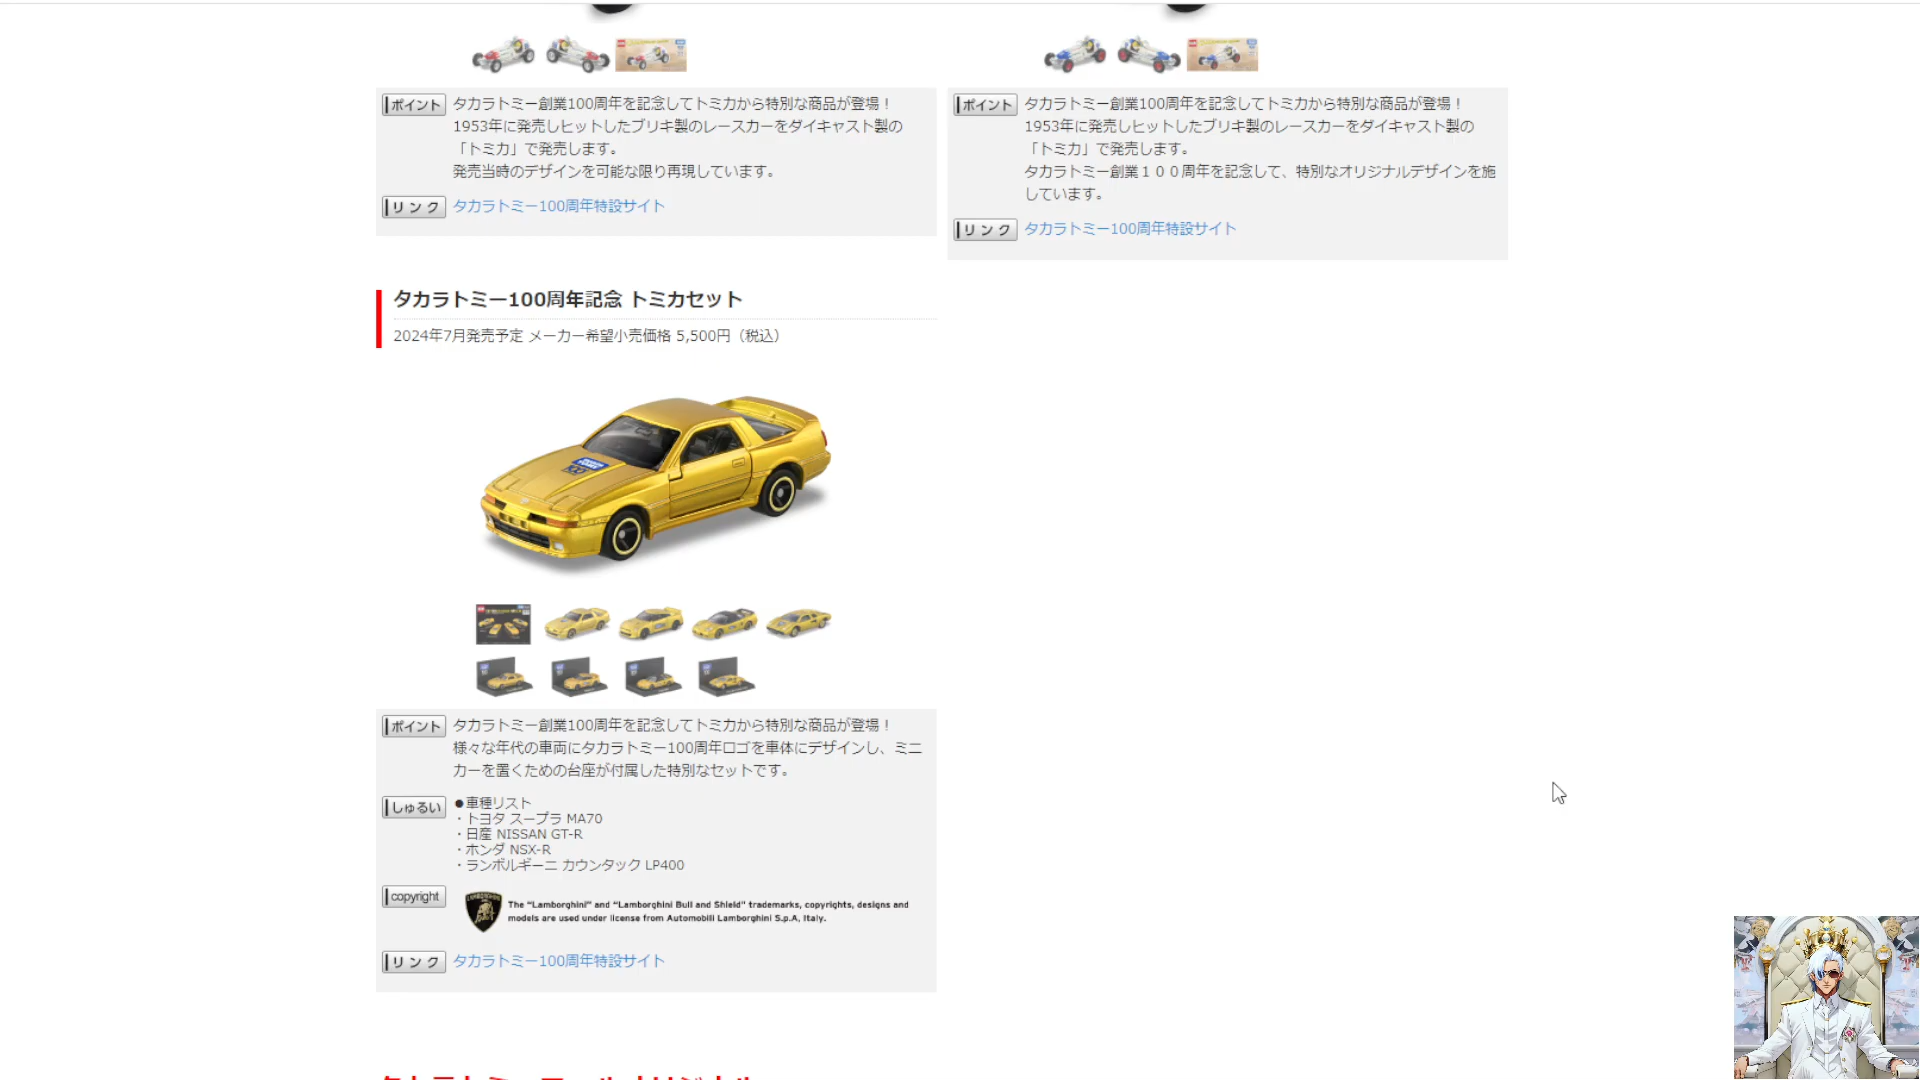 ポイント タカラトミー創業100周年を記念してトミカから特別な商品が登場！
1953年に発売しヒットしたブリキ製のレースカーをダイキャスト製の
「トミカ」で発売します。
発売当時のデザインを可能な限り再現しています。
リンク タカラトミー100周年特設サイト
ポイント タカラトミー創業100周年を記念してトミカから特別な商品が登場！
1953年に発売しヒットしたブリキ製のレースカーをダイキャスト製の
「トミカ」で発売します。
タカラトミー創業１００周年を記念して、特別なオリジナルデザインを施
しています。
リンク タカラトミー100周年特設サイト
タカラトミー100周年記念 トミカセット
2024年7月発売予定 メーカー希望小売価格 5,500円（税込）
ポイント タカラトミー創業100周年を記念してトミカから特別な商品が登場！
様々な年代の車両にタカラトミー100周年ロゴを車体にデザインし、ミニ
カーを置くための台座が付属した特別なセットです。
しゅるい ●車種リスト
・トヨタ スープラ MA70
・日産 NISSAN GT-R
・ホンダ NSX-R
・ランボルギーニ カウンタック LP400
copyright The “Lamborghini” and “Lamborghini Bull and Shield” trademarks, copyrights, designs and
models are used under license from Automobili Lamborghini S.p.A, Italy.
リンク タカラトミー100周年特設サイト